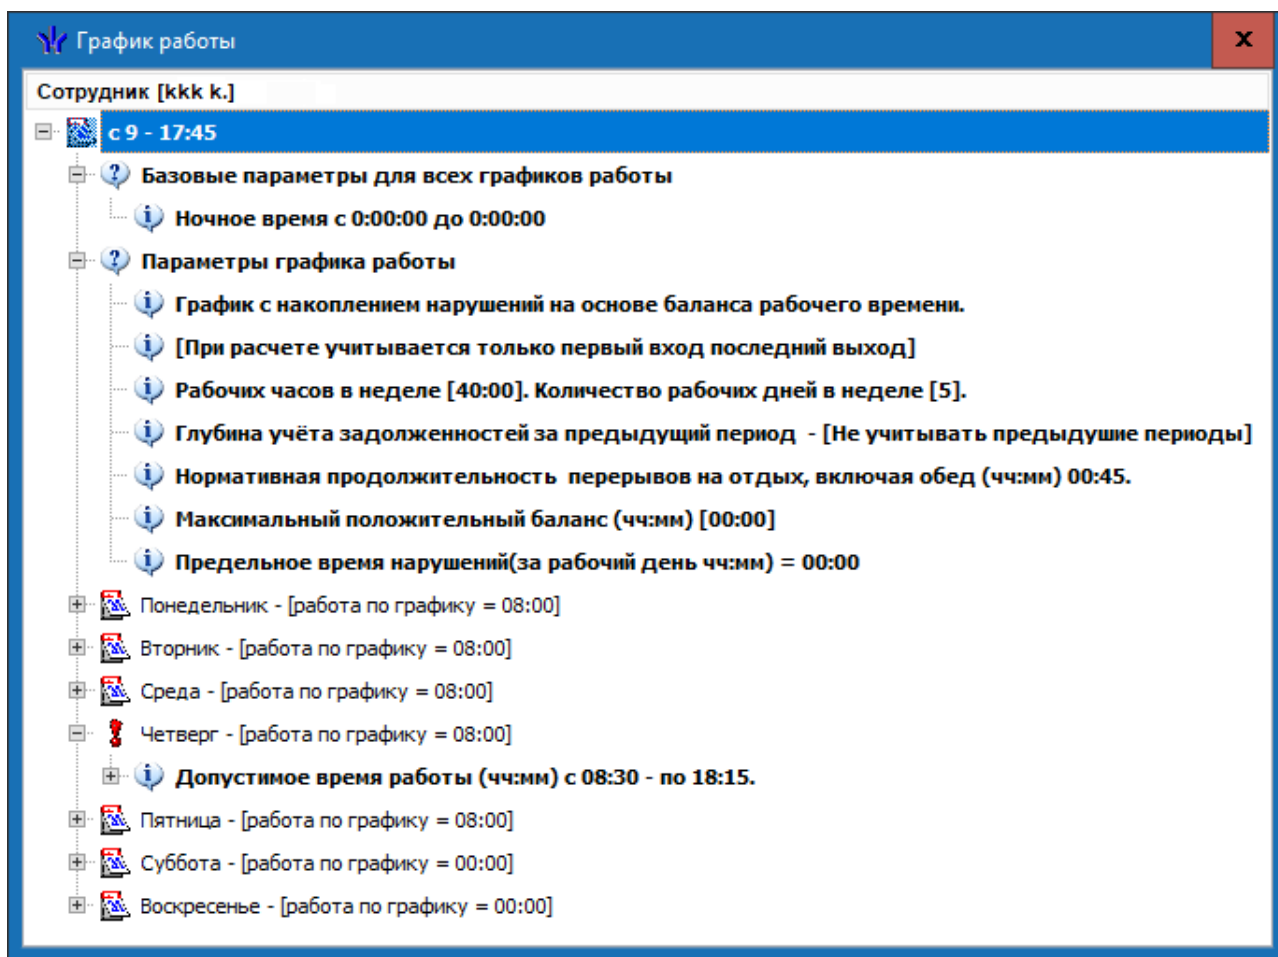 График работы
Сотрудник [kkk k.]
с 9 - 17:45
Базовые параметры для всех графиков работы
Ночное время с 0:00:00 до 0:00:00
Параметры графика работы
График с накоплением нарушений на основе баланса рабочего времени.
[При расчете учитывается только первый вход последний выход]
Рабочих часов в неделе [40:00]. Количество рабочих дней в неделе [5].
Глубина учёта задолженностей за предыдущий период - [Не учитывать предыдушие периоды]
Нормативная продолжительность перерывов на отдых, включая обед (чч:мм) 00:45.
Максимальный положительный баланс (чч:мм) [00:00]
Предельное время нарушений(за рабочий день чч:мм) = 00:00
Понедельник - [работа по графику = 08:00]
Вторник - [работа по графику = 08:00]
Среда - [работа по графику = 08:00]
Четверг - [работа по графику = 08:00]
Допустимое время работы (чч:мм) с 08:30 - по 18:15.
Пятница - [работа по графику = 08:00]
Суббота - [работа по графику = 00:00]
Воскресенье - [работа по графику = 00:00]